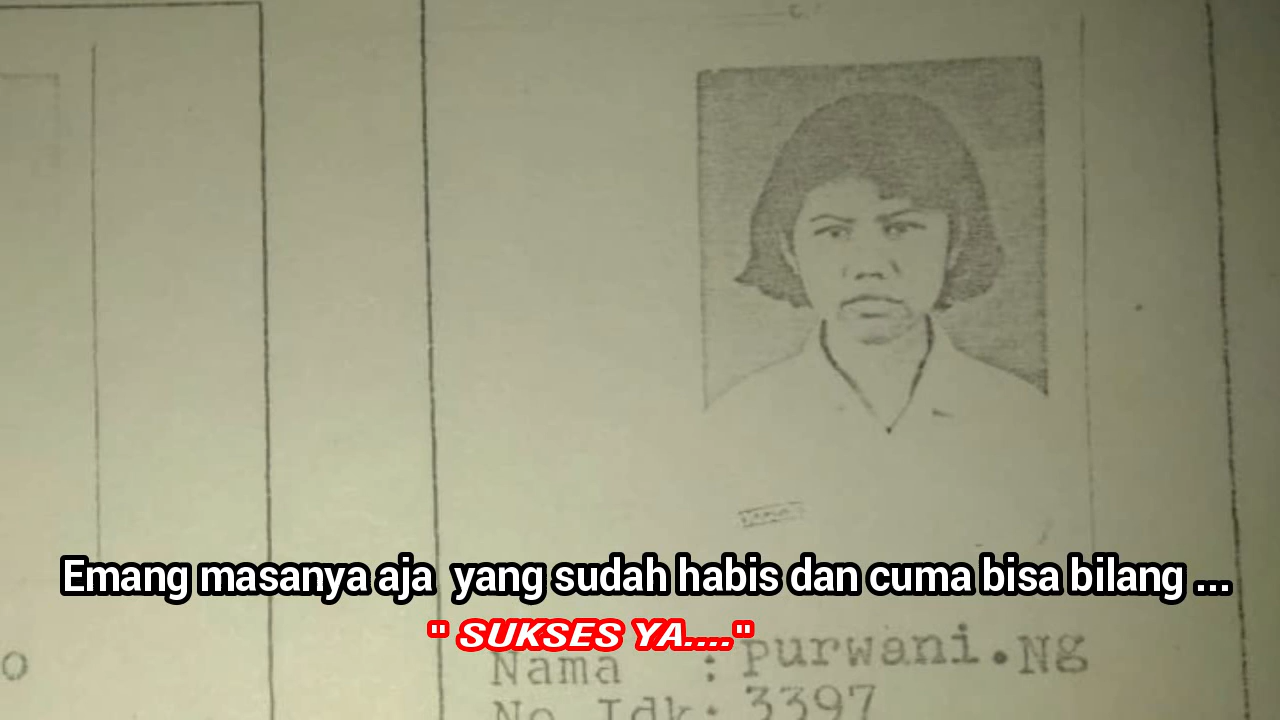 Emang masanya aja yang sudah habis dan cuma bisa bilang ...
" SUKSES YA...."
Nama : Purwani.Ng
No Idk: 3397